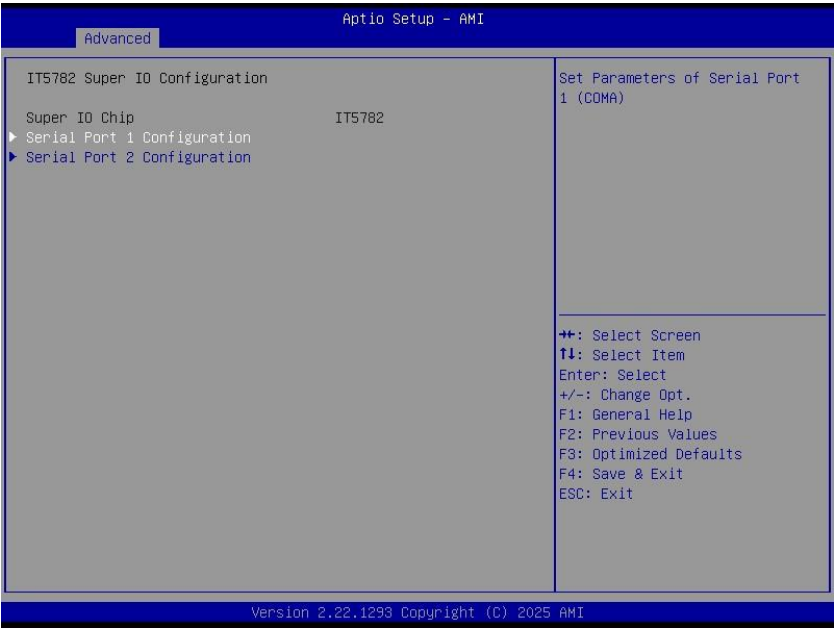 Aptio Setup - AMI
Advanced
IT5782 Super IO Configuration
Super IO Chip IT5782
Serial Port 1 Configuration
Serial Port 2 Configuration
Set Parameters of Serial Port
1 (COMA)
→←: Select Screen
↑↓: Select Item
Enter: Select
+/-: Change Opt.
F1: General Help
F2: Previous Values
F3: Optimized Defaults
F4: Save & Exit
ESC: Exit
Version 2.22.1293 Copyright (C) 2025 AMI